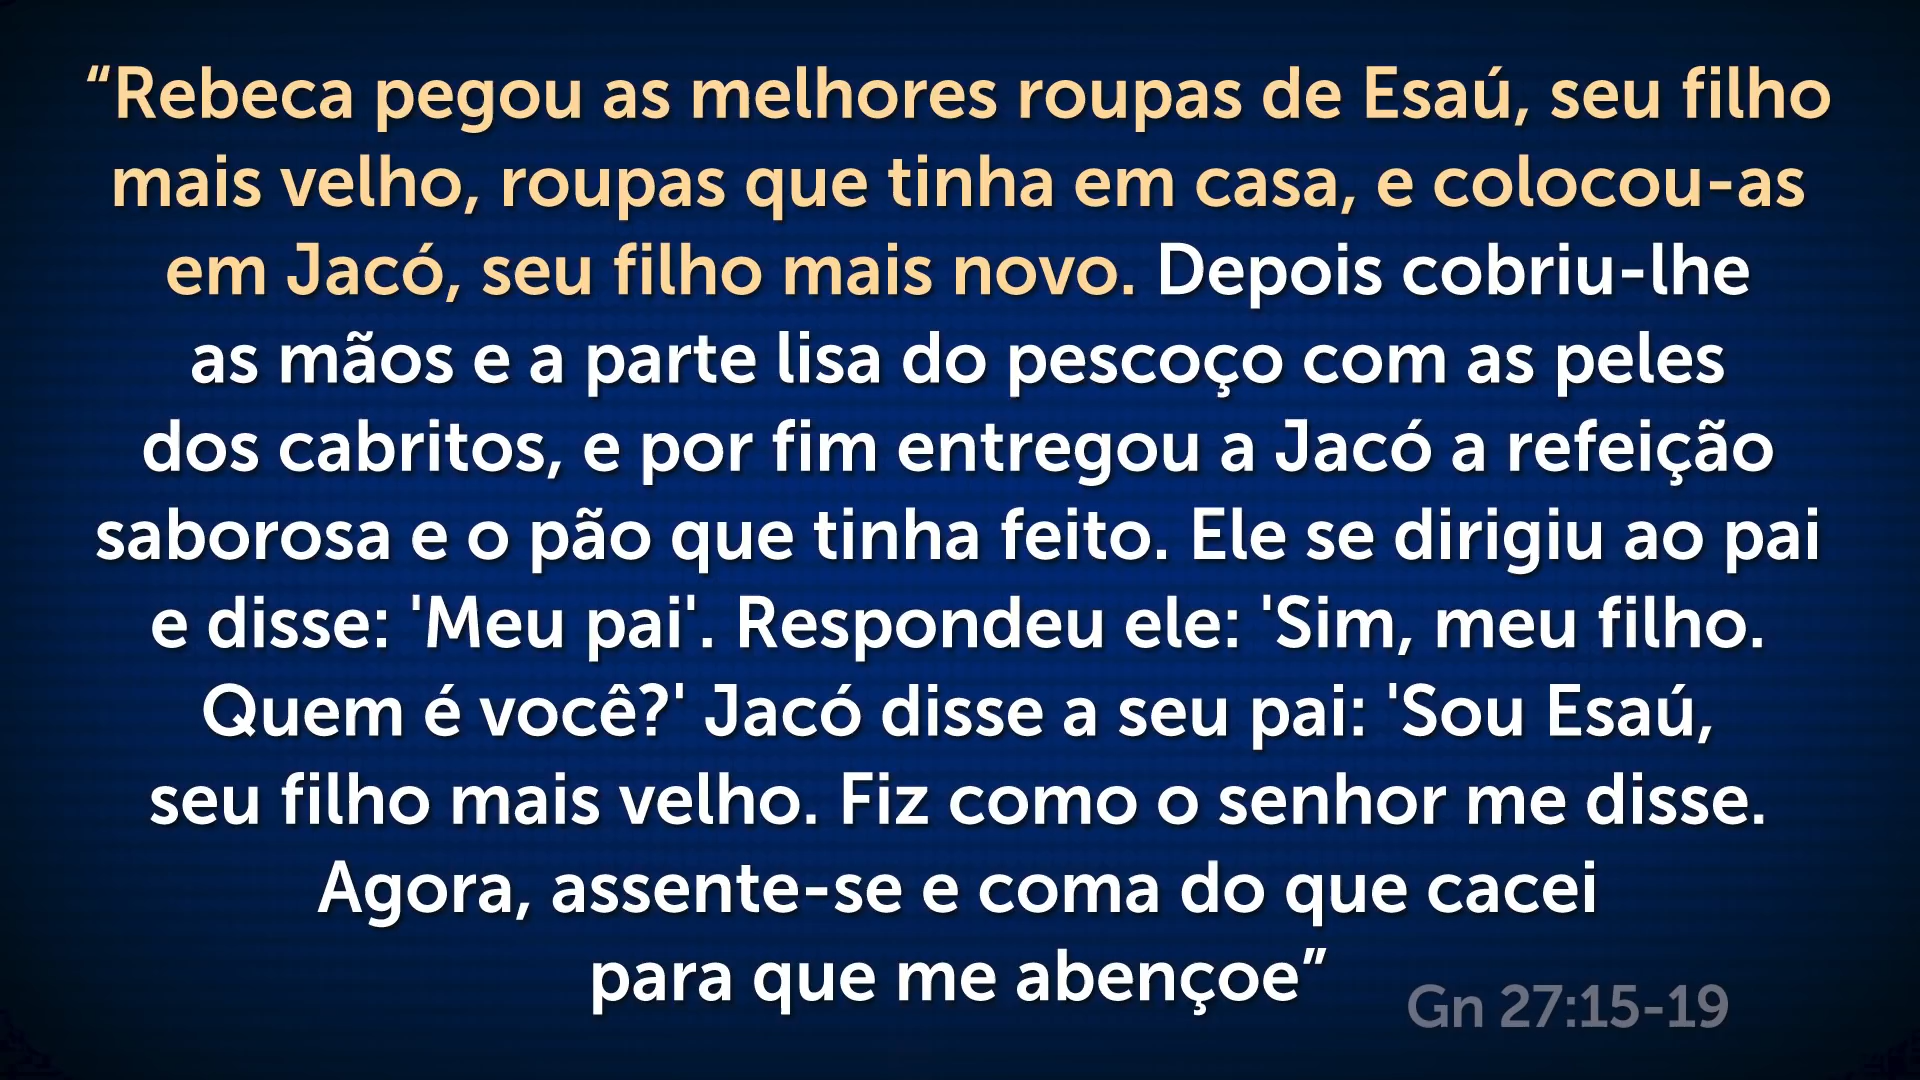 “Rebeca pegou as melhores roupas de Esaú, seu filho
mais velho, roupas que tinha em casa, e colocou-as
em Jacó, seu filho mais novo. Depois cobriu-lhe
as mãos e a parte lisa do pescoço com as peles
dos cabritos, e por fim entregou a Jacó a refeição
saborosa e o pão que tinha feito. Ele se dirigiu ao pai
e disse: 'Meu pai'. Respondeu ele: 'Sim, meu filho.
Quem é você?' Jacó disse a seu pai: 'Sou Esaú,
seu filho mais velho. Fiz como o senhor me disse.
Agora, assente-se e coma do que cacei
para que me abençoe”
Gn 27:15-19